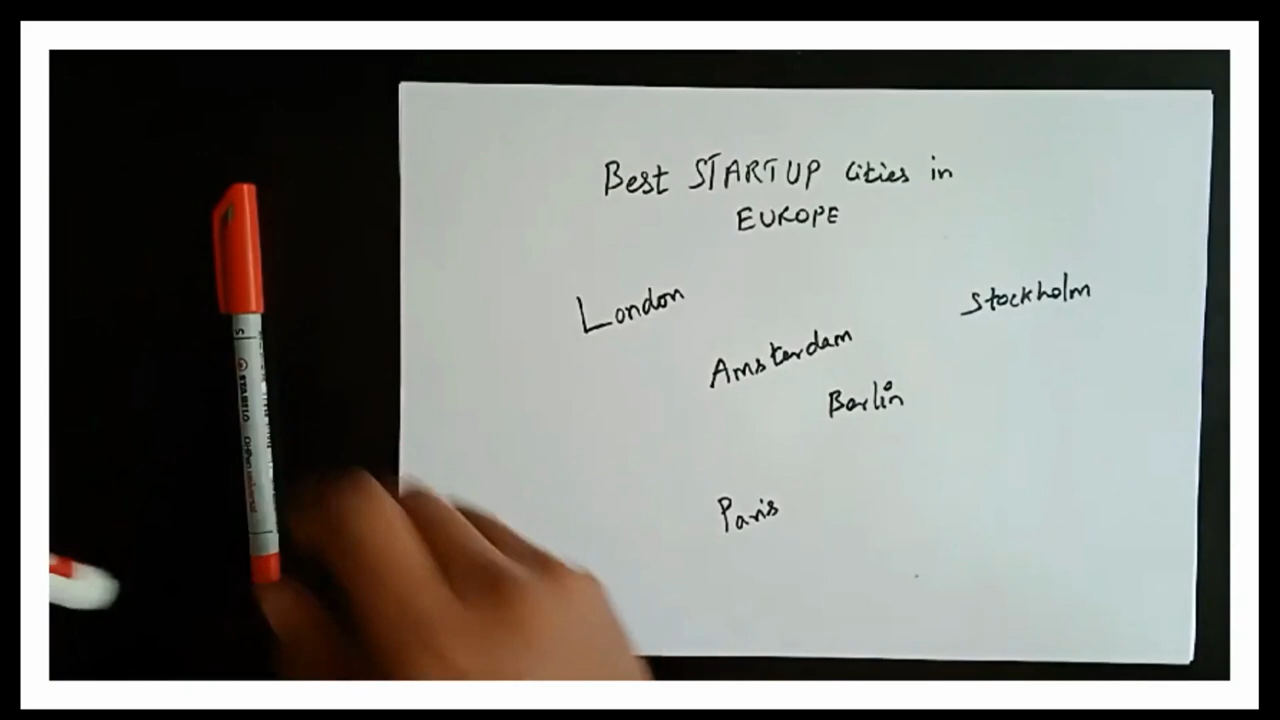 Best STARTUP cities in
EUROPE
London
Stockholm
Amsterdam
Berlin
Paris
S
STABILO